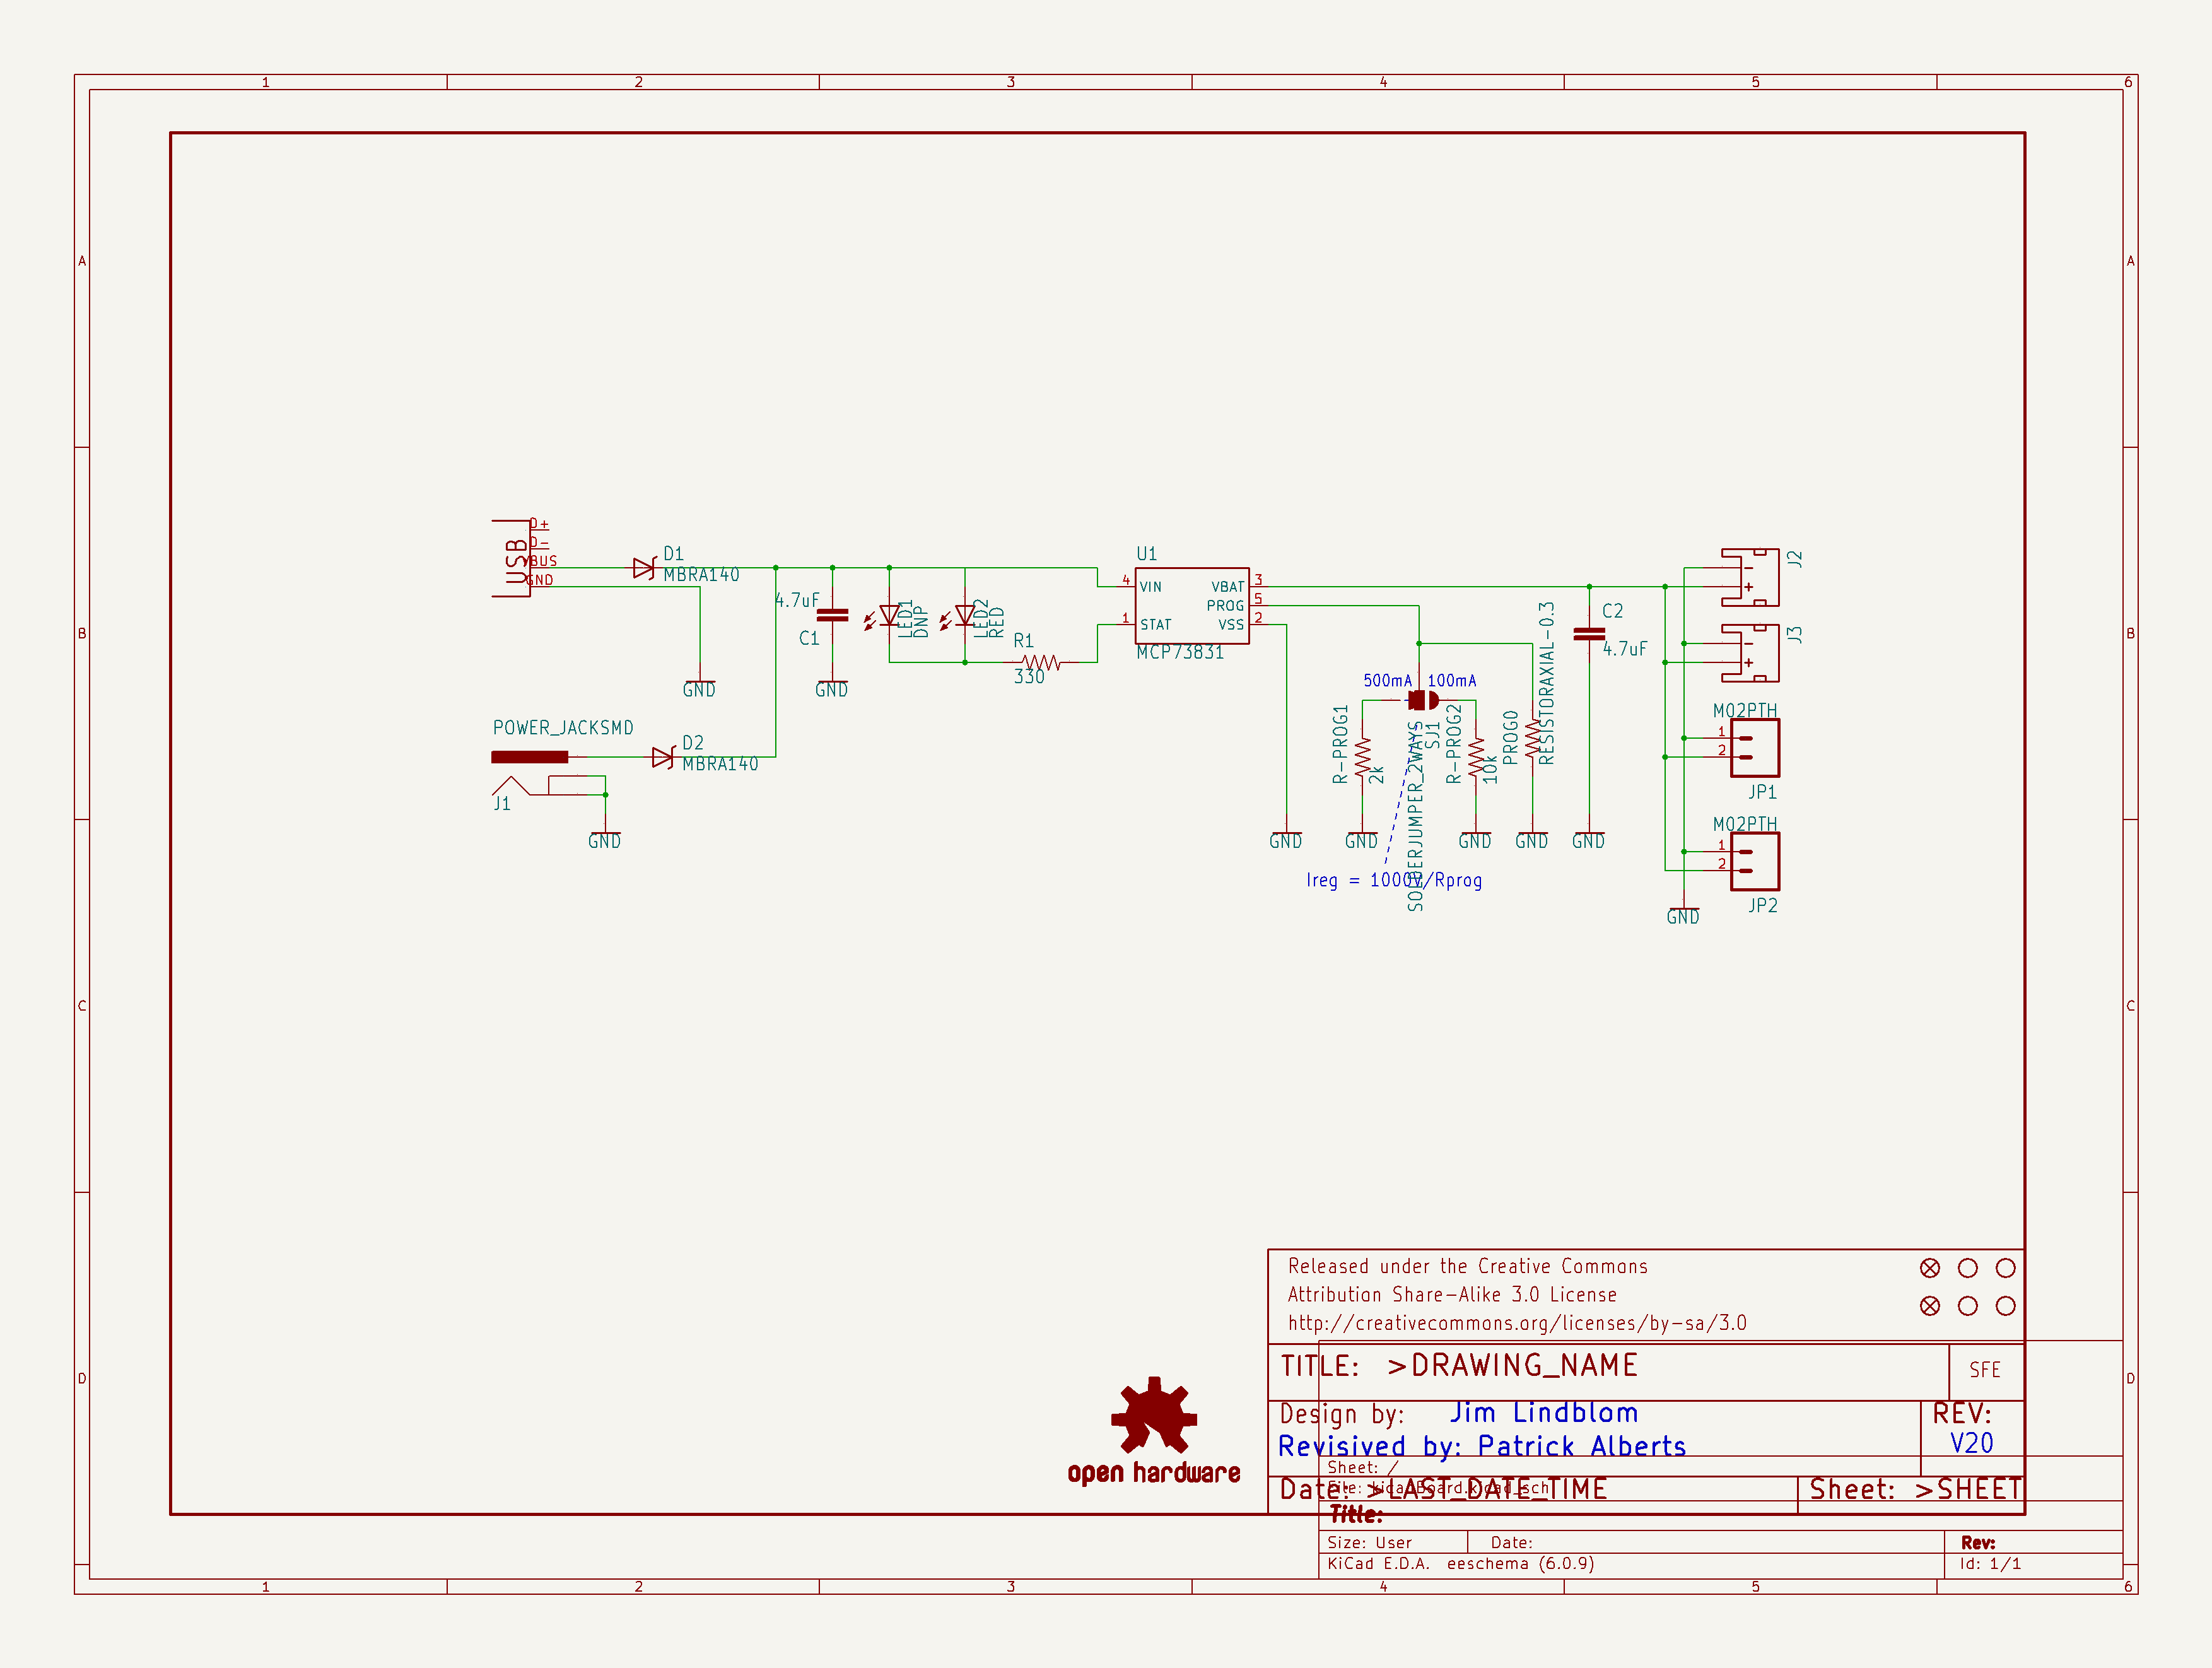 1 2 3 4 5 6
A A
B B
C C
D D
USB
D+
D-
VBUS
GND
D1
MBRA140
GND
POWER_JACKSMD
J1
D2
MBRA140
GND
4.7uF
C1
GND
LED1
DNP
LED2
RED
R1
330
U1
4 VIN
1 STAT
VBAT 3
PROG 5
VSS 2
MCP73831
GND
500mA 100mA
R-PROG1
2k
GND
SOLDERJUMPER_2WAYS
SJ1
R-PROG2
10k
GND
PROG0
RESISTORAXIAL-0.3
GND
Ireg = 1000V/Rprog
C2
4.7uF
GND
J2
-
+
J3
-
+
M02PTH
1
2
JP1
M02PTH
1
2
JP2
GND
open hardware
Released under the Creative Commons
Attribution Share-Alike 3.0 License
http://creativecommons.org/licenses/by-sa/3.0
TITLE: >DRAWING_NAME
SFE
Design by: Jim Lindblom
REV:
Revisived by: Patrick Alberts
V20
Sheet: /
File: kicadBoard.kicad_sch
Date: >LAST_DATE_TIME
Sheet: >SHEET
Title:
Size: User Date: Rev:
KiCad E.D.A. eeschema (6.0.9) Id: 1/1
1 2 3 4 5 6